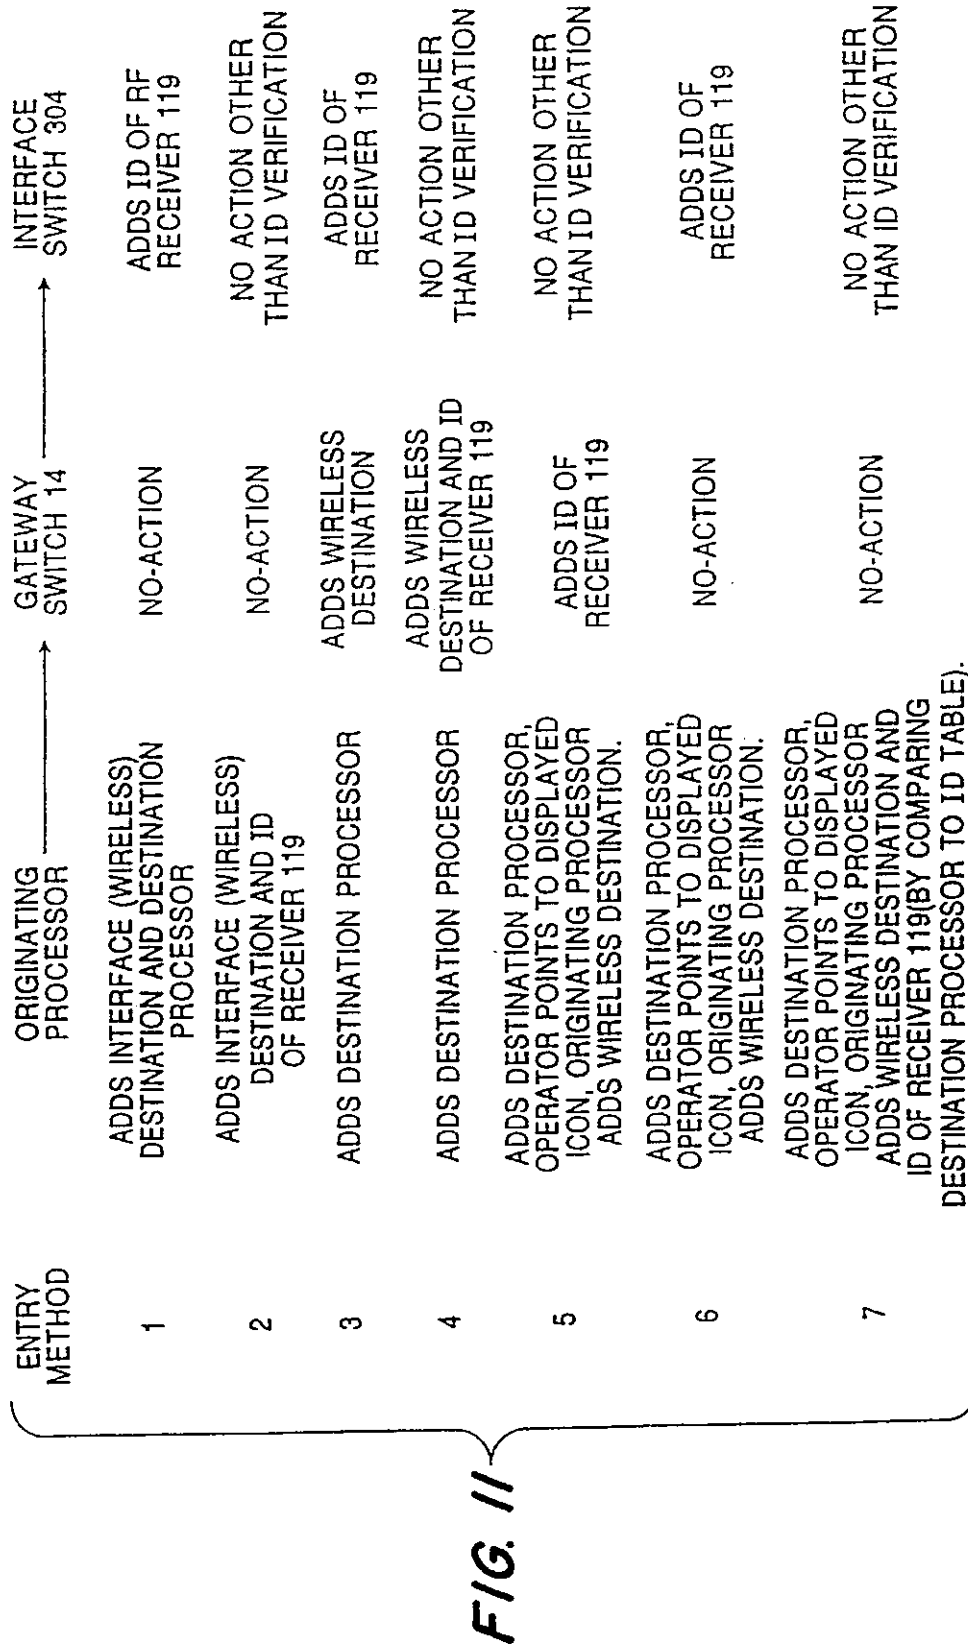 FIG. 11
ENTRY
METHOD
ORIGINATING
PROCESSOR
GATEWAY
SWITCH 14
INTERFACE
SWITCH 304
1
ADDS INTERFACE (WIRELESS)
DESTINATION AND DESTINATION
PROCESSOR
NO-ACTION
ADDS ID OF RF
RECEIVER 119
2
ADDS INTERFACE (WIRELESS)
DESTINATION AND ID
OF RECEIVER 119
NO-ACTION
NO ACTION OTHER
THAN ID VERIFICATION
3
ADDS DESTINATION PROCESSOR
ADDS WIRELESS
DESTINATION
ADDS ID OF
RECEIVER 119
4
ADDS DESTINATION PROCESSOR
ADDS WIRELESS
DESTINATION AND ID
OF RECEIVER 119
NO ACTION OTHER
THAN ID VERIFICATION
5
ADDS DESTINATION PROCESSOR,
OPERATOR POINTS TO DISPLAYED
ICON, ORIGINATING PROCESSOR
ADDS WIRELESS DESTINATION.
ADDS ID OF
RECEIVER 119
NO ACTION OTHER
THAN ID VERIFICATION
6
ADDS DESTINATION PROCESSOR,
OPERATOR POINTS TO DISPLAYED
ICON, ORIGINATING PROCESSOR
ADDS WIRELESS DESTINATION.
NO-ACTION
ADDS ID OF
RECEIVER 119
7
ADDS DESTINATION PROCESSOR,
OPERATOR POINTS TO DISPLAYED
ICON, ORIGINATING PROCESSOR
ADDS WIRELESS DESTINATION AND
ID OF RECEIVER 119(BY COMPARING
DESTINATION PROCESSOR TO ID TABLE).
NO-ACTION
NO ACTION OTHER
THAN ID VERIFICATION